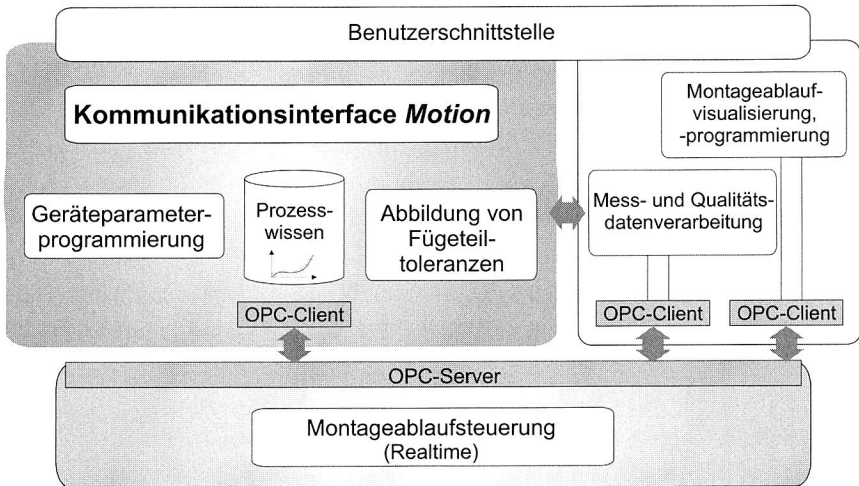 Benutzerschnittstelle
Kommunikationsinterface Motion
Geräteparameter-
programmierung
Prozess-
wissen
Abbildung von
Fügeteil-
toleranzen
OPC-Client
Montageablauf-
visualisierung,
-programmierung
Mess- und Qualitäts-
datenverarbeitung
OPC-Client
OPC-Client
OPC-Server
Montageablaufsteuerung
(Realtime)